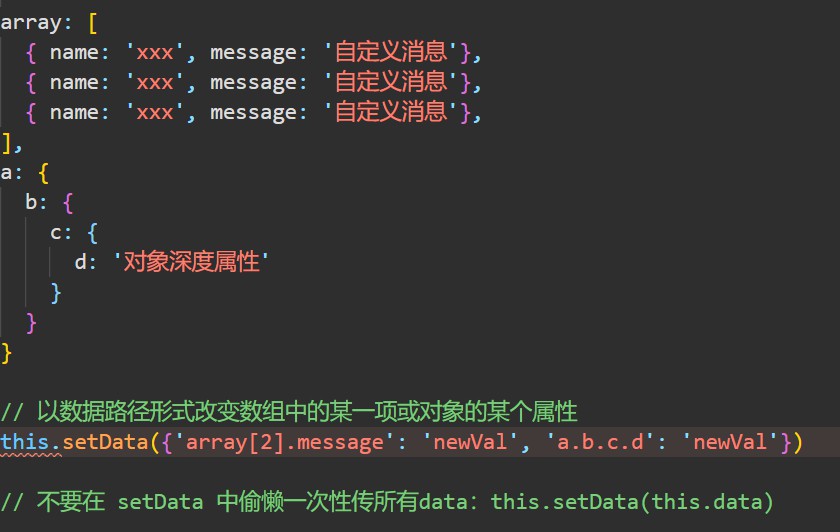 array: [
{ name: 'xxx', message: '自定义消息'},
{ name: 'xxx', message: '自定义消息'},
{ name: 'xxx', message: '自定义消息'},
],
a: {
b: {
c: {
d: '对象深度属性'
}
}
}
// 以数据路径形式改变数组中的某一项或对象的某个属性
this.setData({'array[2].message': 'newVal', 'a.b.c.d': 'newVal'})
// 不要在 setData 中偷懒一次性传所有data：this.setData(this.data)